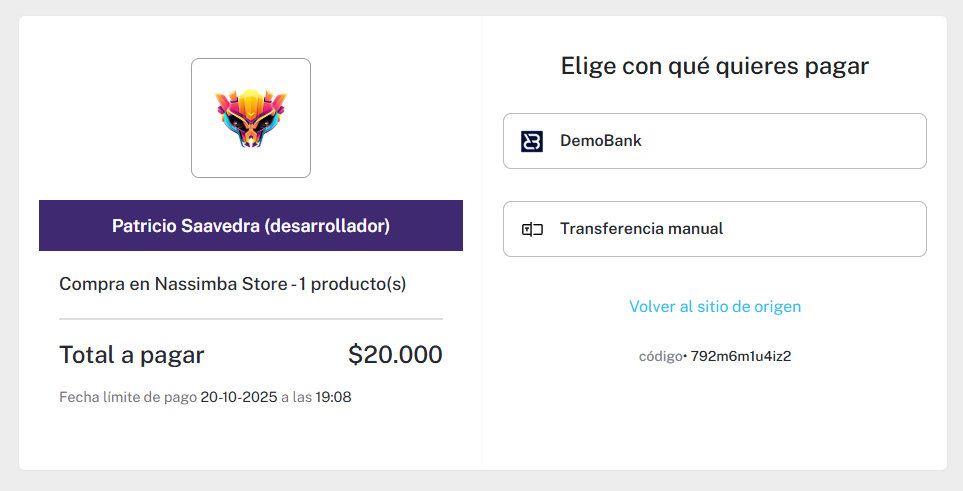 Patricio Saavedra (desarrollador)
Compra en Nassimba Store - 1 producto(s)
Total a pagar $20.000
Fecha límite de pago 20-10-2025 a las 19:08
Elige con qué quieres pagar
DemoBank
Transferencia manual
Volver al sitio de origen
código• 792m6m1u4iz2